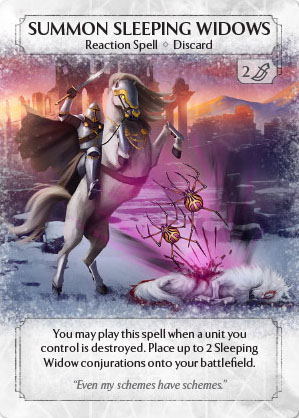 SUMMON SLEEPING WIDOWS
Reaction Spell ◇ Discard
2
You may play this spell when a unit you
control is destroyed. Place up to 2 Sleeping
Widow conjurations onto your battlefield.
“Even my schemes have schemes.”